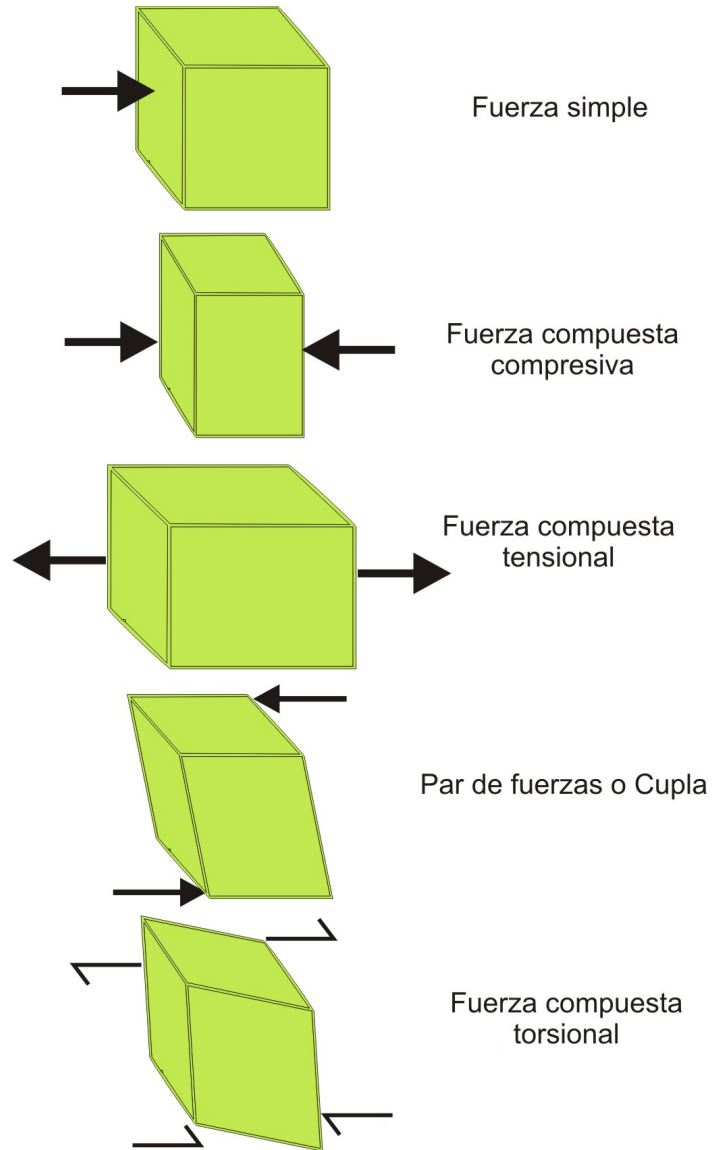 Fuerza simple
Fuerza compuesta
compresiva
Fuerza compuesta
tensional
Par de fuerzas o Cupla
Fuerza compuesta
torsional